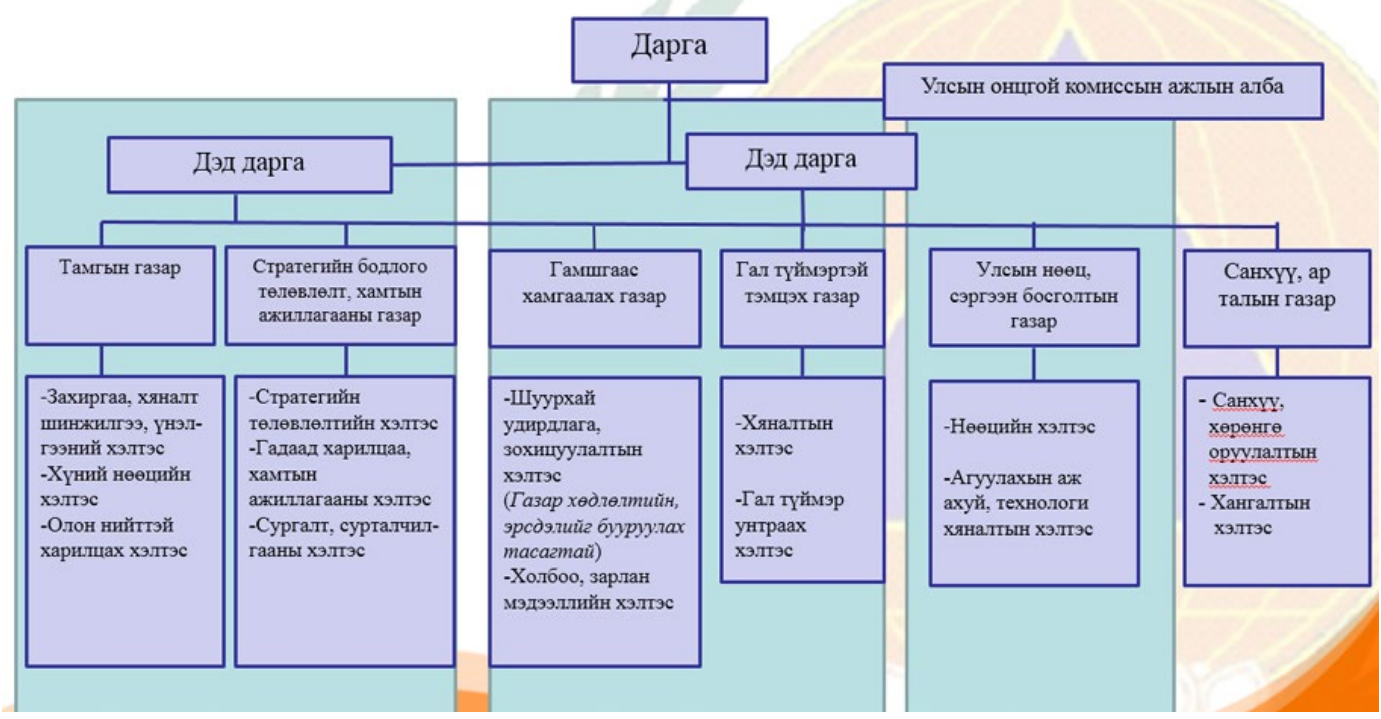 Дарга
Улсын онцгой комиссын ажлын алба
Дэд дарга
Дэд дарга
Тамгын газар
Стратегийн бодлого
төлөвлөлт, хамтын
ажиллагааны газар
Гамшгаас
хамгаалах газар
Гал түймэртэй
тэмцэх газар
Улсын нөөц,
сэргээн босголтын
газар
Санхүү, ар
талын газар
-Захиргаа, хяналт
шинжилгээ, үнэл-
гээний хэлтэс
-Хүний нөөцийн
хэлтэс
-Олон нийттэй
харилцах хэлтэс
-Стратегийн
төлөвлөлтийн хэлтэс
-Гадаад харилцаа,
хамтын
ажиллагааны хэлтэс
-Сургалт, сурталчил-
гааны хэлтэс
-Шуурхай
удирдлага,
зохицуулалтын
хэлтэс
(Газар хөдлөлтийн,
эрсдэлийг бууруулах
тасагтай)
-Холбоо, зарлан
мэдээллийн хэлтэс
-Хяналтын
хэлтэс
-Гал түймэр
унтраах
хэлтэс
-Нөөцийн хэлтэс
-Агуулахын аж
ахуй, технологи
хяналтын хэлтэс
- Санхүү,
хөрөнгө
оруулалтын
хэлтэс
- Хангалтын
хэлтэс